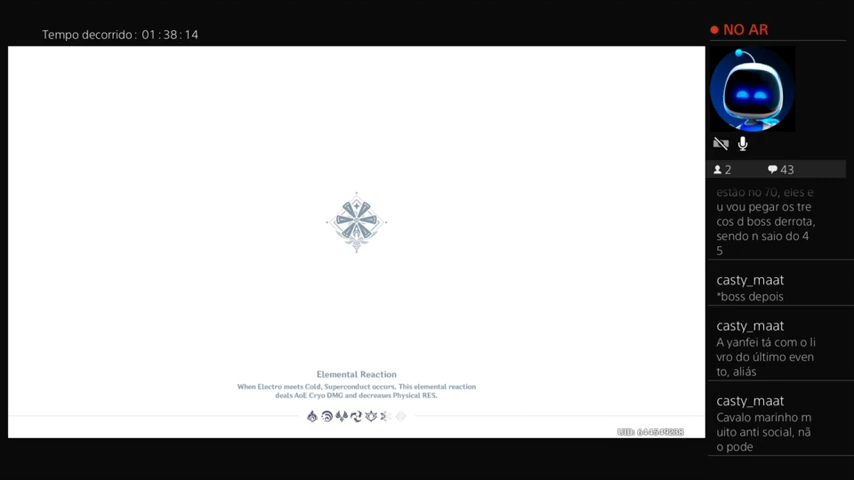 Tempo decorrido: 01:38:14
NO AR
2
43
estão no 70, eles e
u vou pegar os tre
cos d boss derrota,
sendo n saio do 4
5
casty_maat
*boss depois
casty_maat
A yanfei tá com o li
vro do último even
to, aliás
casty_maat
Cavalo marinho m
uito anti social, nã
o pode
Elemental Reaction
When Electro meets Cold, Superconduct occurs. This elemental reaction
deals AoE Cryo DMG and decreases Physical RES.
UID: 644549238